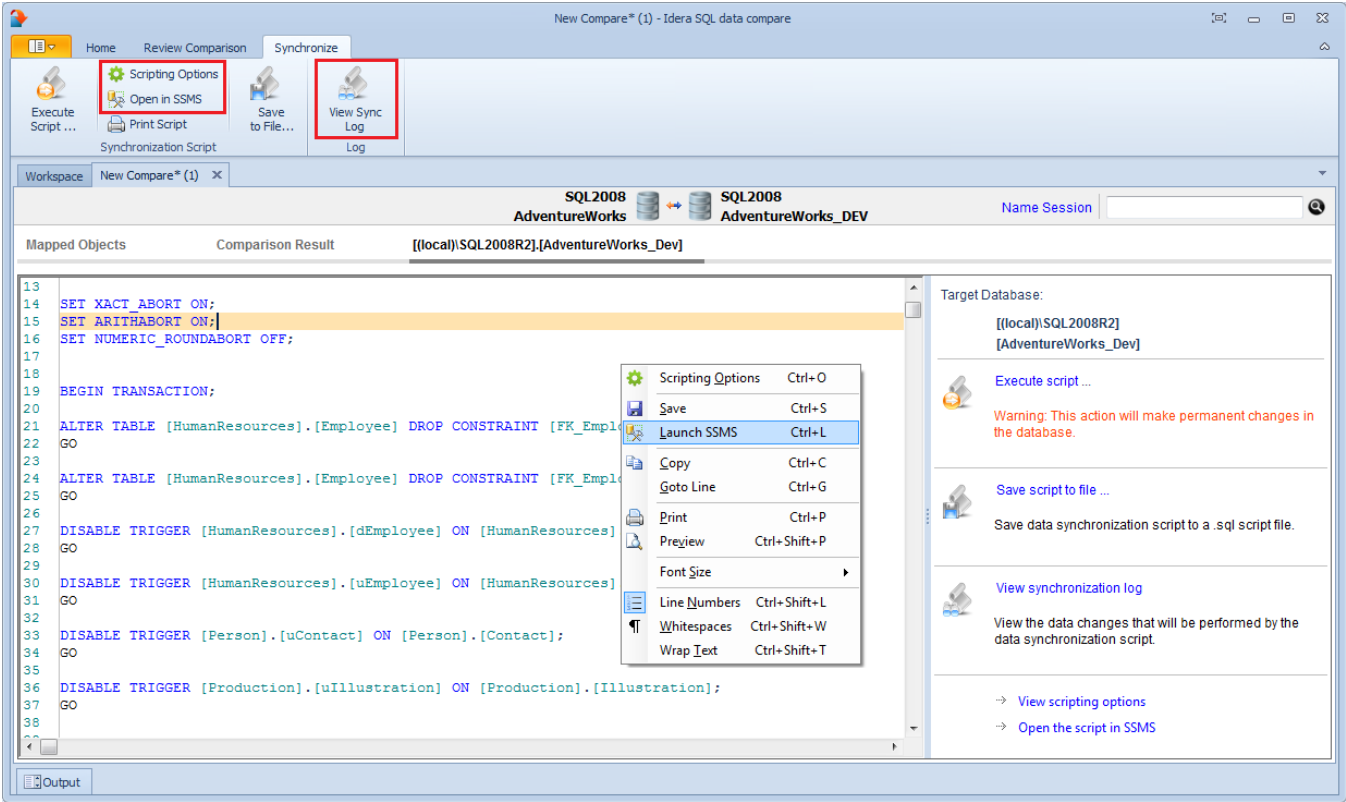 New Compare* (1) - Idera SQL data compare
Home
Review Comparison
Synchronize
Execute
Script ...
Scripting Options
Open in SSMS
Print Script
Save
to File...
View Sync
Log
Synchronization Script
Log
Workspace
New Compare* (1)
SQL2008
AdventureWorks
SQL2008
AdventureWorks_DEV
Name Session
Mapped Objects
Comparison Result
[(local)\SQL2008R2].[AdventureWorks_Dev]
13
14 SET XACT_ABORT ON;
15 SET ARITHABORT ON;
16 SET NUMERIC_ROUNDABORT OFF;
17
18
19 BEGIN TRANSACTION;
20
21 ALTER TABLE [HumanResources].[Employee] DROP CONSTRAINT
22 GO
23
24 ALTER TABLE [HumanResources].[Employee] DROP CONSTRAINT
25 GO
26
27 DISABLE TRIGGER [HumanResources].[dEmployee] ON [HumanResources]
28 GO
29
30 DISABLE TRIGGER [HumanResources].[uEmployee] ON [HumanResources]
31 GO
32
33 DISABLE TRIGGER [Person].[uContact] ON [Person].[Contact];
34 GO
35
36 DISABLE TRIGGER [Production].[uIllustration] ON [Production].[Illustration];
37 GO
38
Scripting Options Ctrl+O
Save Ctrl+S
Launch SSMS Ctrl+L
Copy Ctrl+C
Goto Line Ctrl+G
Print Ctrl+P
Preview Ctrl+Shift+P
Font Size
Line Numbers Ctrl+Shift+L
Whitespaces Ctrl+Shift+W
Wrap Text Ctrl+Shift+T
Target Database:
[(local)\SQL2008R2]
[AdventureWorks_Dev]
Execute script ...
Warning: This action will make permanent changes in
the database.
Save script to file ...
Save data synchronization script to a .sql script file.
View synchronization log
View the data changes that will be performed by the
data synchronization script.
View scripting options
Open the script in SSMS
Output